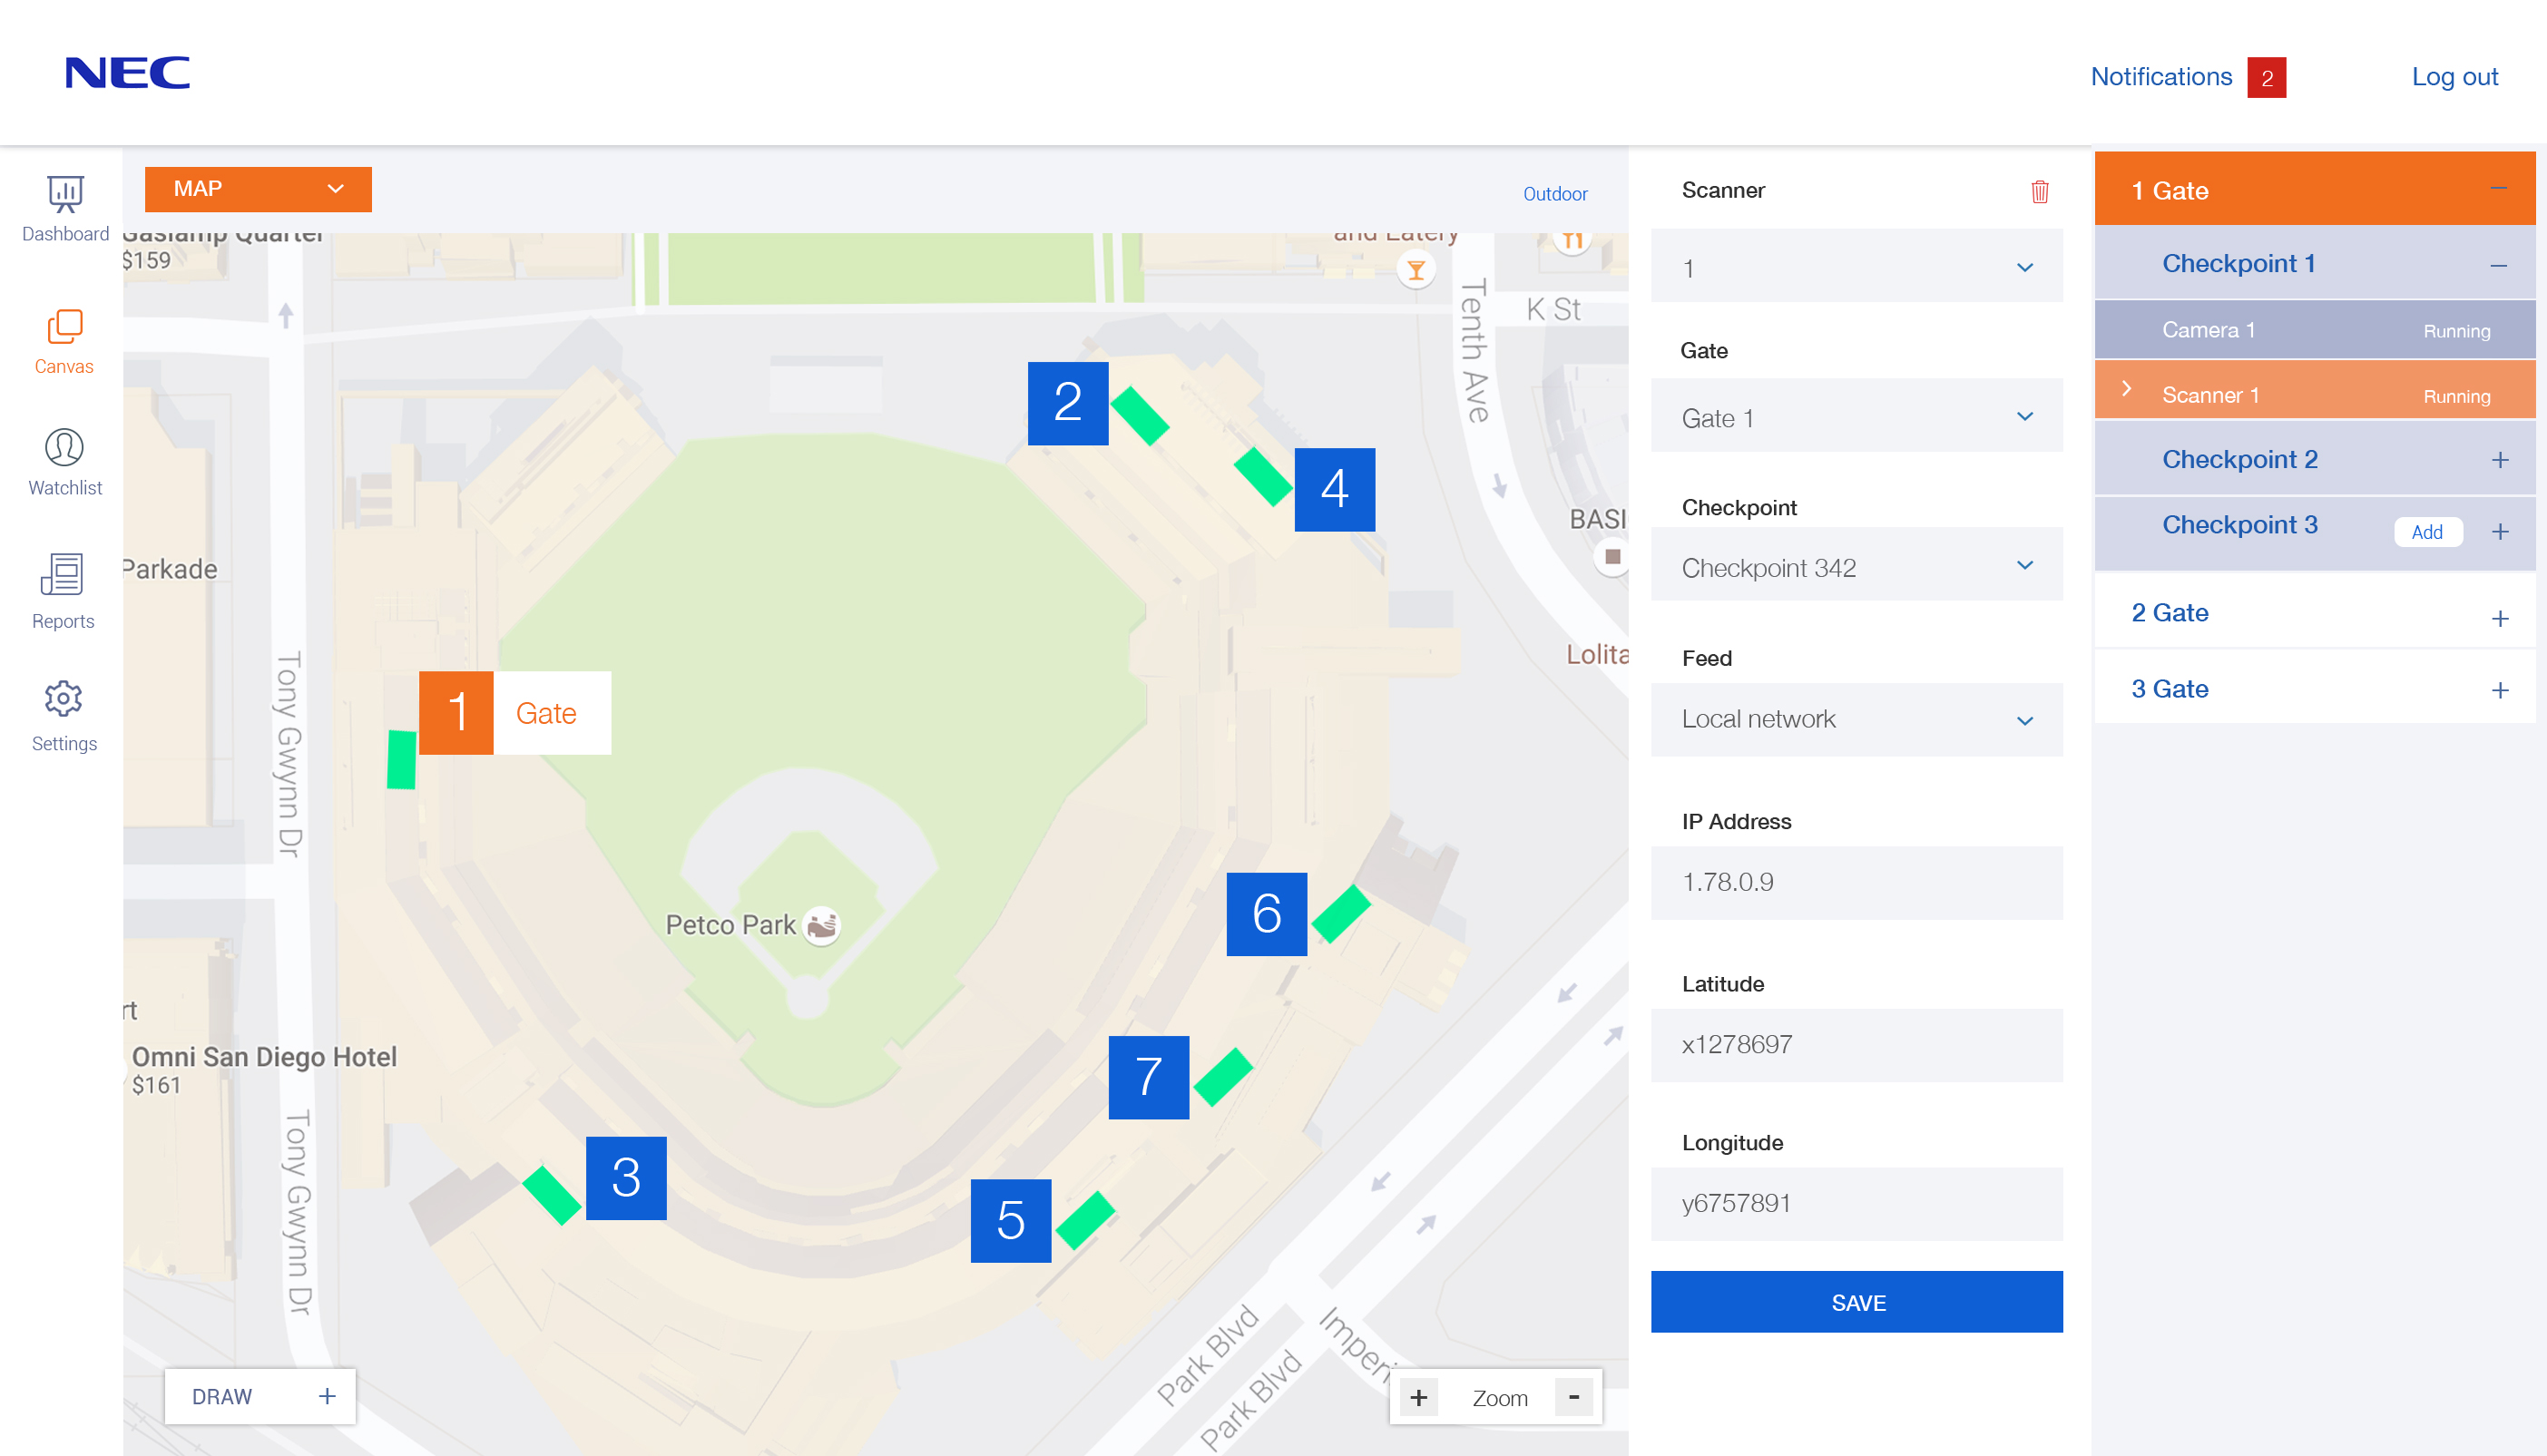 NEC
Notifications 2
Log out
Dashboard
Canvas
Watchlist
Reports
Settings
MAP
Outdoor
Gaslamp Quarter
$159
and Eatery
K St
Tenth Ave
2
4
BASI
Parkade
Lolita
Tony Gwynn Dr
1 Gate
Petco Park
6
rt
Omni San Diego Hotel
$161
7
Tony Gwynn Dr
3
5
Park Blvd
Park Blvd
Imperi
DRAW +
+ Zoom -
Scanner
1
Gate
Gate 1
Checkpoint
Checkpoint 342
Feed
Local network
IP Address
1.78.0.9
Latitude
x1278697
Longitude
y6757891
SAVE
1 Gate −
Checkpoint 1 −
Camera 1 Running
Scanner 1 Running
Checkpoint 2 +
Checkpoint 3 Add +
2 Gate +
3 Gate +